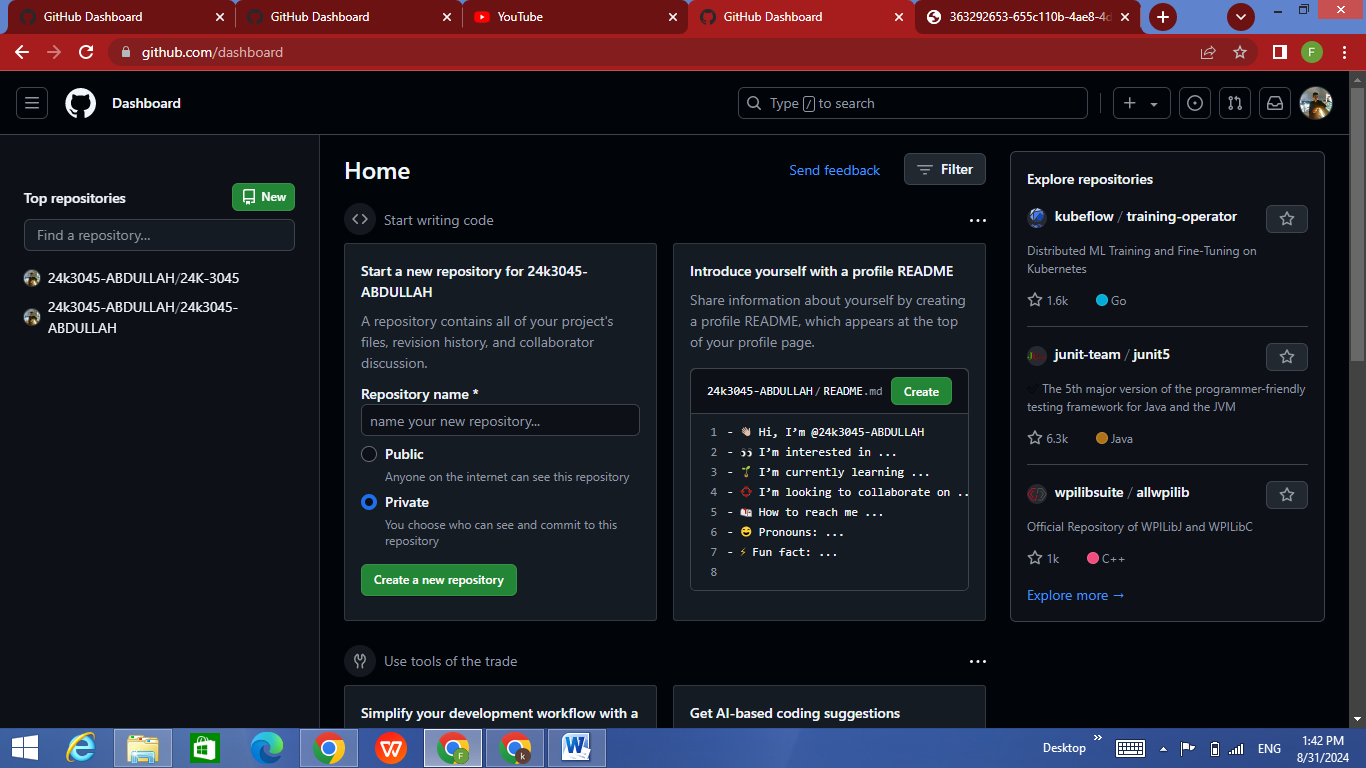 GitHub Dashboard
GitHub Dashboard
YouTube
GitHub Dashboard
363292653-655c110b-4ae8-4d
github.com/dashboard
F
Dashboard
Type / to search
Top repositories
New
Find a repository...
24k3045-ABDULLAH/24K-3045
24k3045-ABDULLAH/24k3045-
ABDULLAH
Home
Send feedback
Filter
Start writing code
Start a new repository for 24k3045-
ABDULLAH
A repository contains all of your project's
files, revision history, and collaborator
discussion.
Repository name *
name your new repository...
Public
Anyone on the internet can see this repository
Private
You choose who can see and commit to this
repository
Create a new repository
Introduce yourself with a profile README
Share information about yourself by creating
a profile README, which appears at the top
of your profile page.
24k3045-ABDULLAH/README.md
Create
1 - 👋 Hi, I’m @24k3045-ABDULLAH
2 - 👀 I’m interested in ...
3 - 🌱 I’m currently learning ...
4 - 💞️ I’m looking to collaborate on ..
5 - 📫 How to reach me ...
6 - 😄 Pronouns: ...
7 - ⚡ Fun fact: ...
8
Use tools of the trade
Simplify your development workflow with a
Get AI-based coding suggestions
Explore repositories
kubeflow / training-operator
Distributed ML Training and Fine-Tuning on
Kubernetes
1.6k
Go
junit-team / junit5
✔️ The 5th major version of the programmer-friendly
testing framework for Java and the JVM
6.3k
Java
wpilibsuite / allwpilib
Official Repository of WPILibJ and WPILibC
1k
C++
Explore more →
F
k
W
Desktop
ENG
1:42 PM
8/31/2024